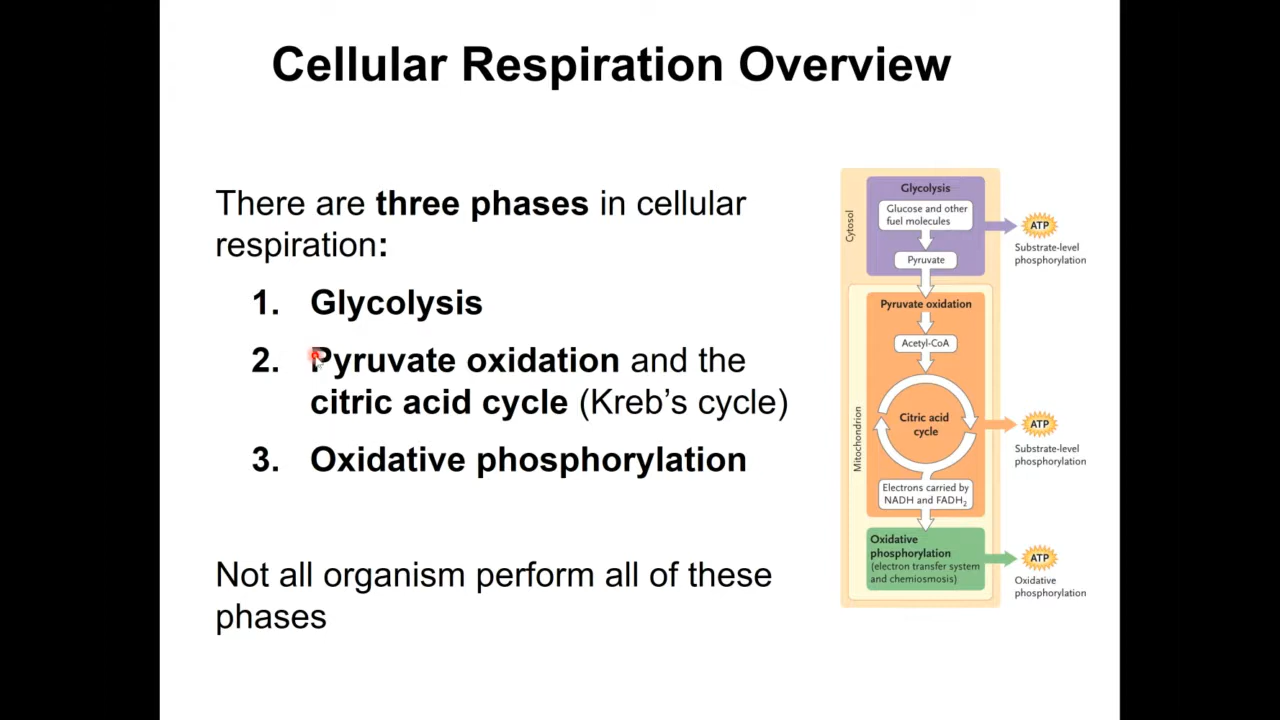 Cellular Respiration Overview
There are three phases in cellular
respiration:
1. Glycolysis
2. Pyruvate oxidation and the
citric acid cycle (Kreb's cycle)
3. Oxidative phosphorylation
Not all organism perform all of these
phases
Cytosol
Glycolysis
Glucose and other
fuel molecules
Pyruvate
ATP
Substrate-level
phosphorylation
Mitochondrion
Pyruvate oxidation
Acetyl-CoA
Citric acid
cycle
ATP
Substrate-level
phosphorylation
Electrons carried by
NADH and FADH₂
Oxidative
phosphorylation
(electron transfer system
and chemiosmosis)
ATP
Oxidative
phosphorylation